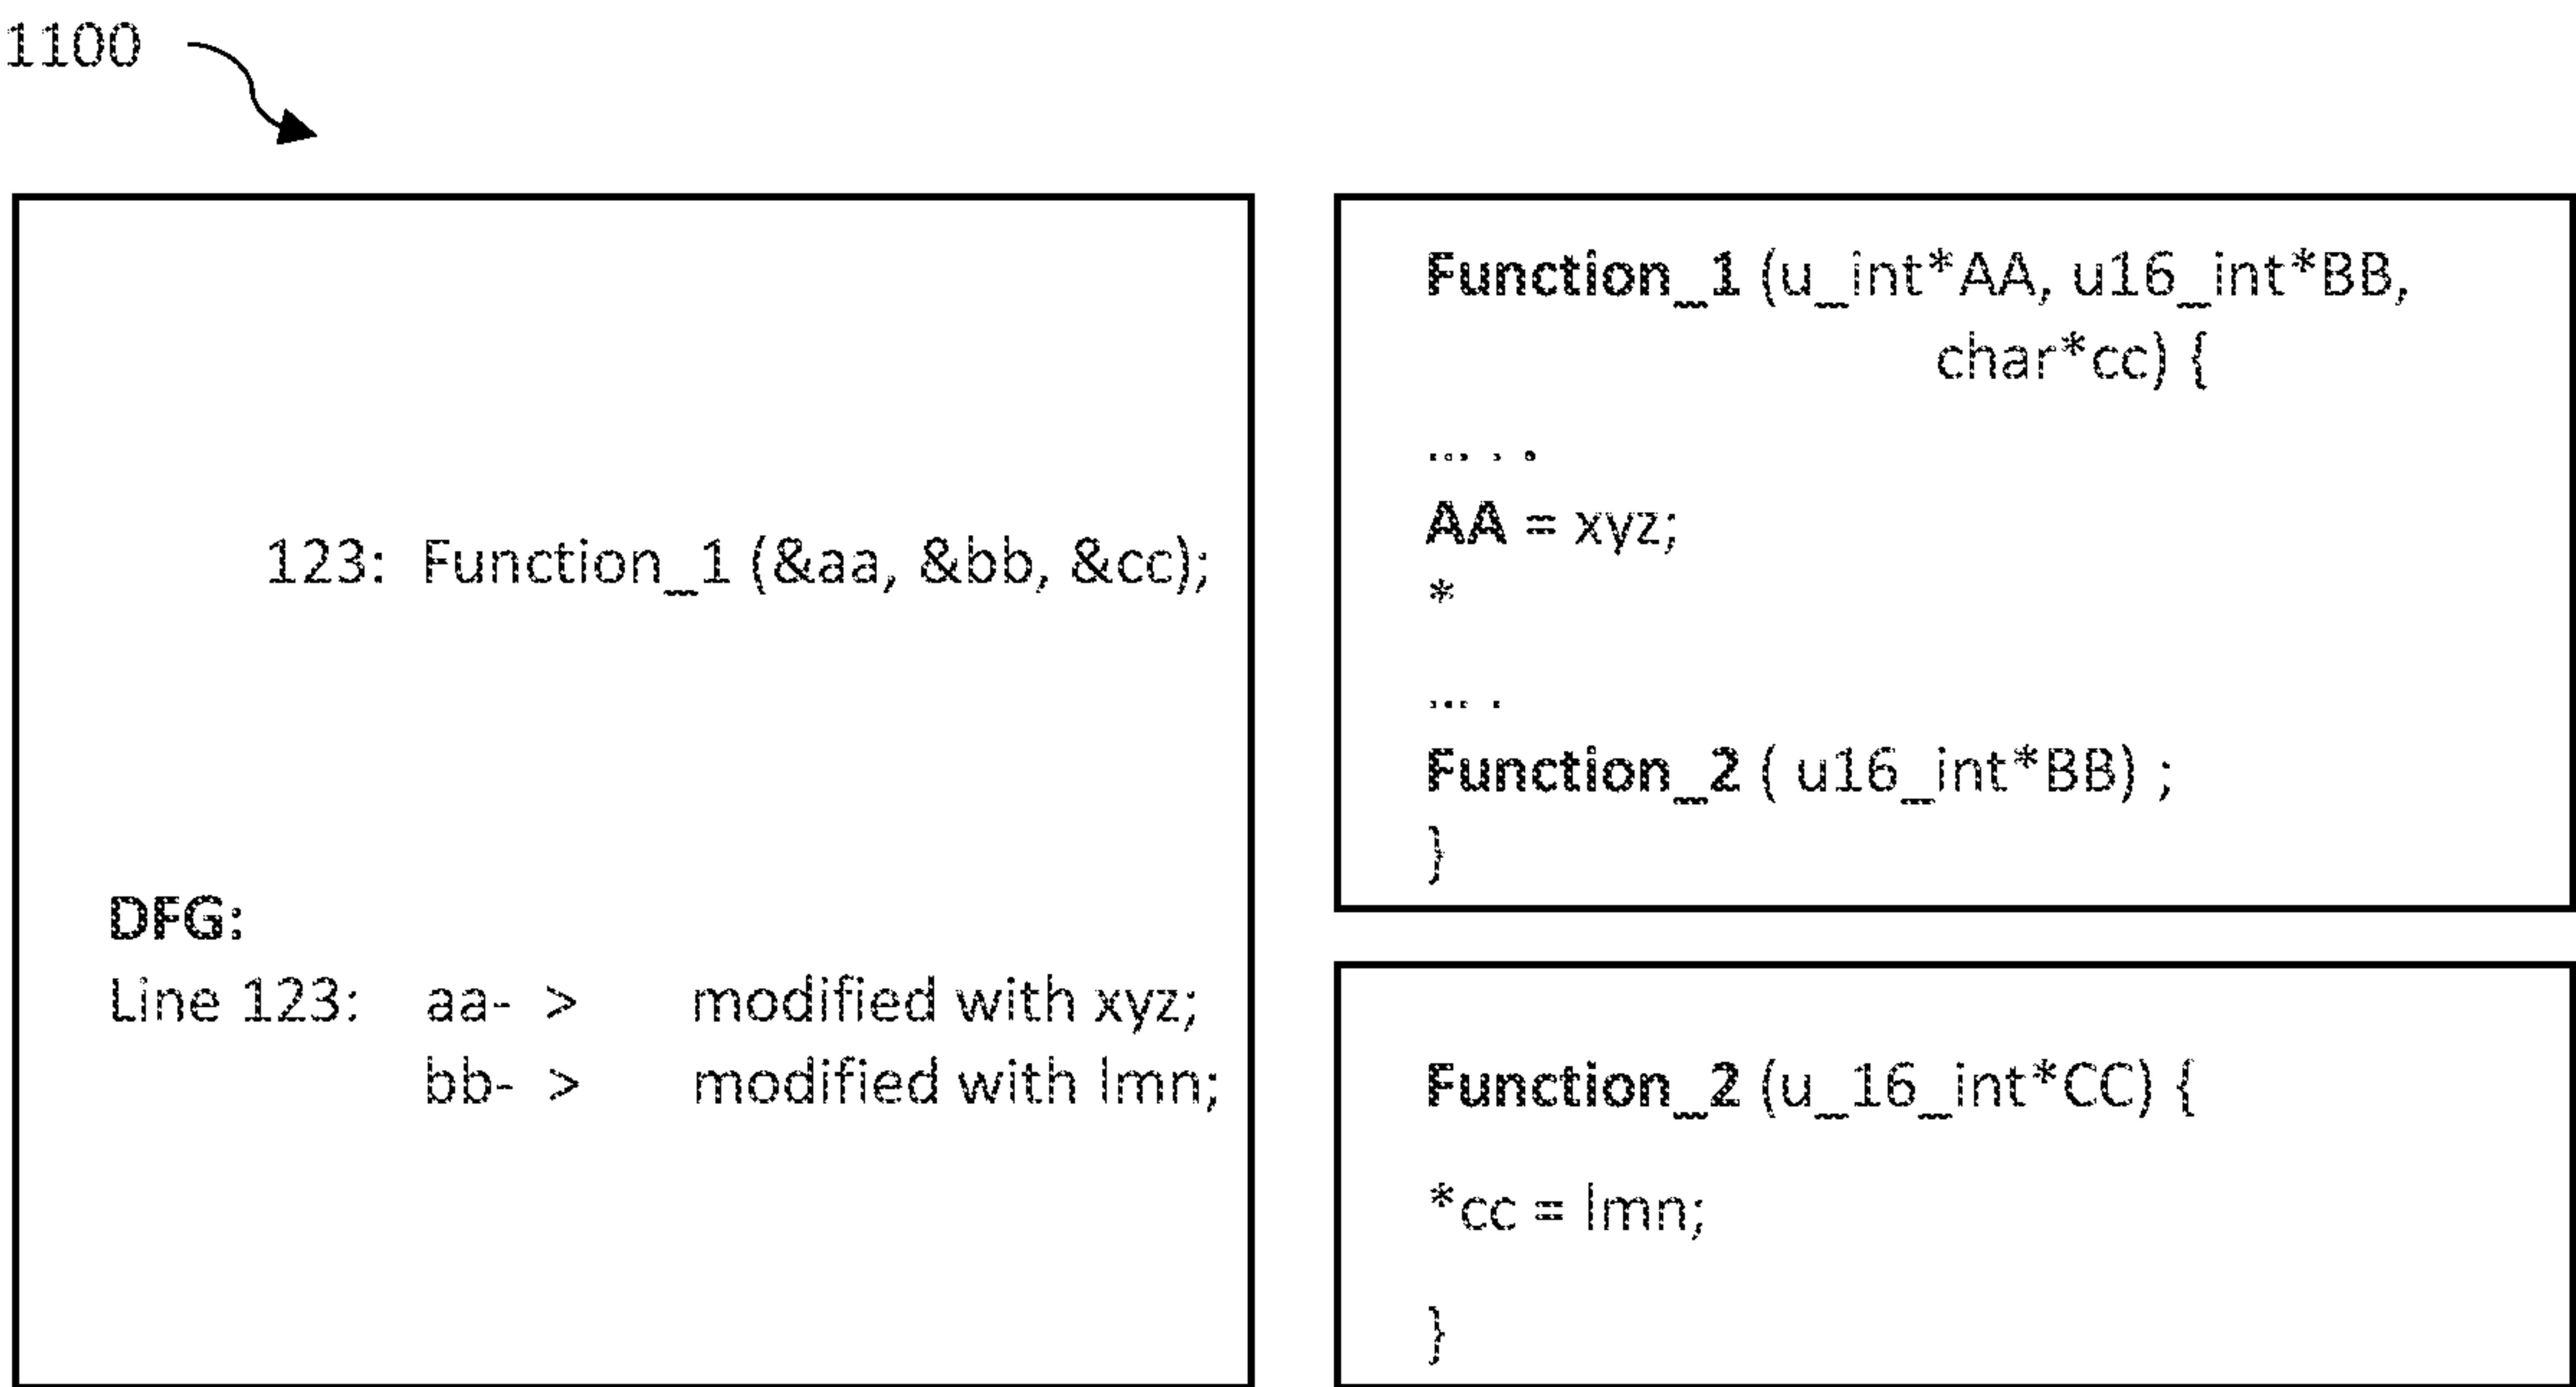 1100
123: Function_1 (&aa, &bb, &cc);
DFG:
Line 123: aa- > modified with xyz;
bb- > modified with lmn;
Function_1 (u_int*AA, u16_int*BB,
char*cc) {
... . .
AA = xyz;
*
... .
Function_2 ( u16_int*BB) ;
}
Function_2 (u_16_int*CC) {
*cc = lmn;
}